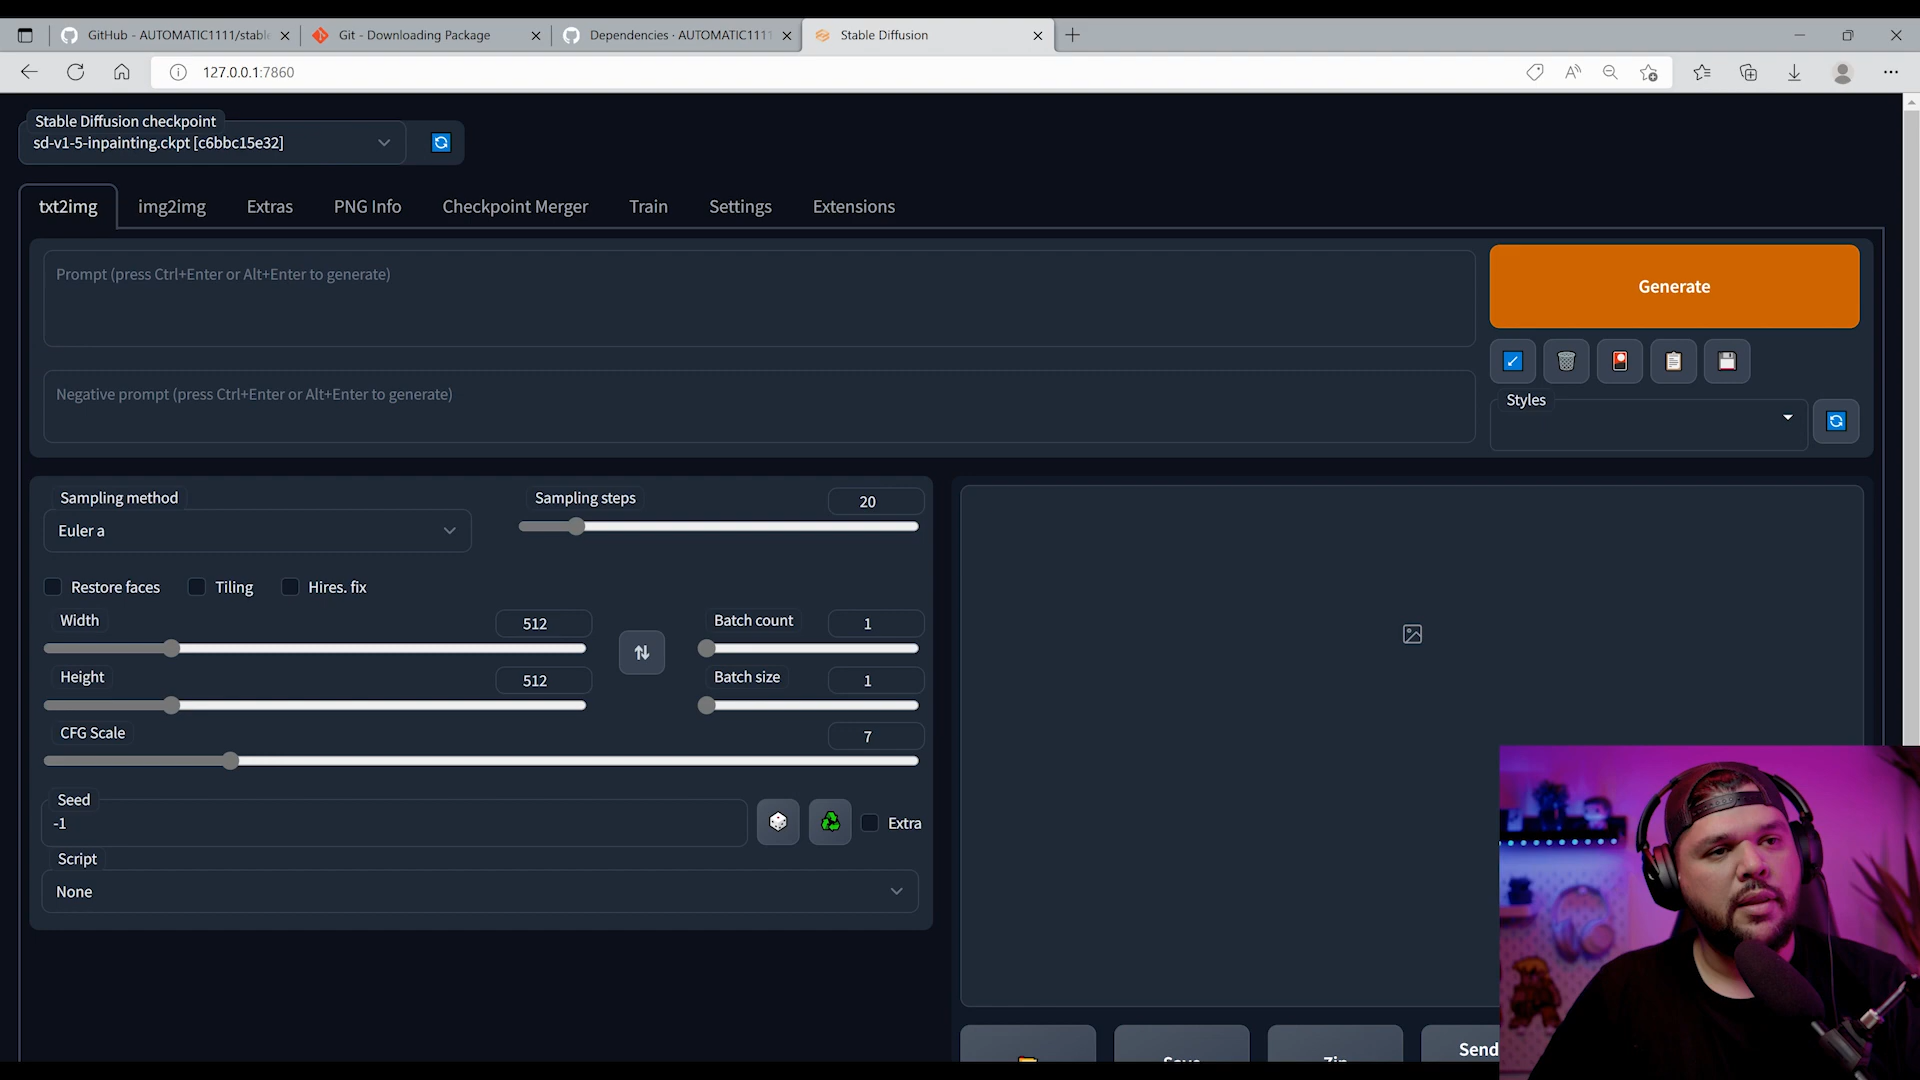 GitHub - AUTOMATIC1111/stabl
Git - Downloading Package
Dependencies · AUTOMATIC1111
Stable Diffusion
127.0.0.1:7860
Stable Diffusion checkpoint
sd-v1-5-inpainting.ckpt [c6bbc15e32]
txt2img
img2img
Extras
PNG Info
Checkpoint Merger
Train
Settings
Extensions
Prompt (press Ctrl+Enter or Alt+Enter to generate)
Generate
Negative prompt (press Ctrl+Enter or Alt+Enter to generate)
Styles
Sampling method
Euler a
Sampling steps
20
Restore faces
Tiling
Hires. fix
Width
512
Batch count
1
Height
512
Batch size
1
CFG Scale
7
Seed
-1
Extra
Script
None
Save
Zip
Send